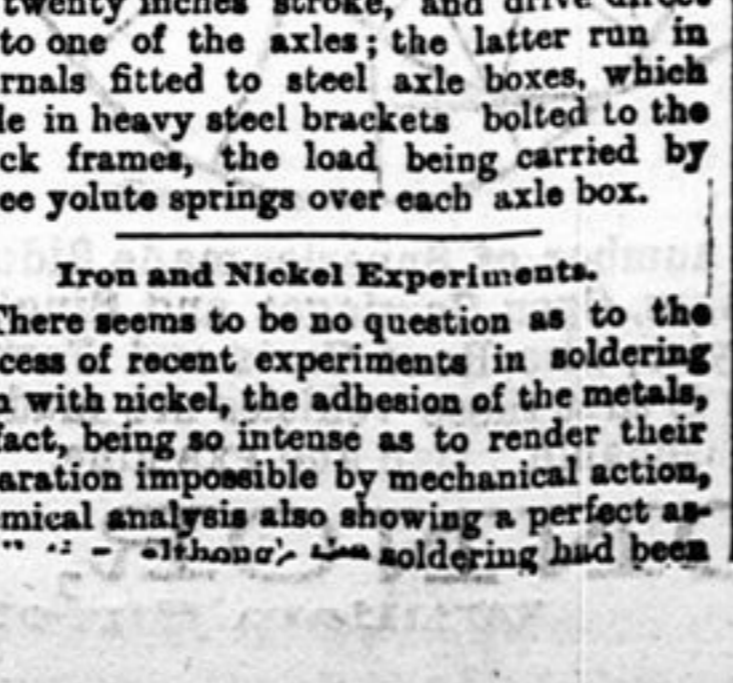 twenty inches stroke, and drive direct
to one of the axles; the latter run in
rnals fitted to steel axle boxes, which
le in heavy steel brackets bolted to the
ck frames, the load being carried by
ee yolute springs over each axle box.
Iron and Nickel Experiments.
There seems to be no question as to the
cess of recent experiments in soldering
n with nickel, the adhesion of the metals,
fact, being so intense as to render their
aration impossible by mechanical action,
mical analysis also showing a perfect as-
although the soldering had been